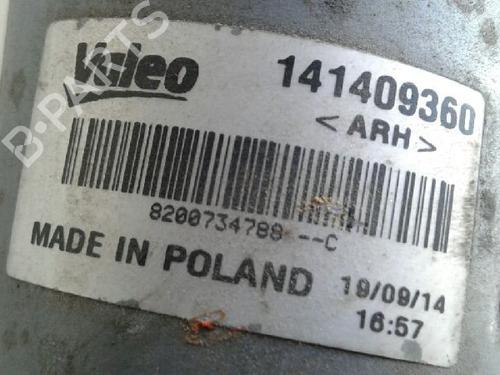 Valeo
141409360
< ARH >
8200734788 --C
MADE IN POLAND
19/09/14
16:57
B-PARTS